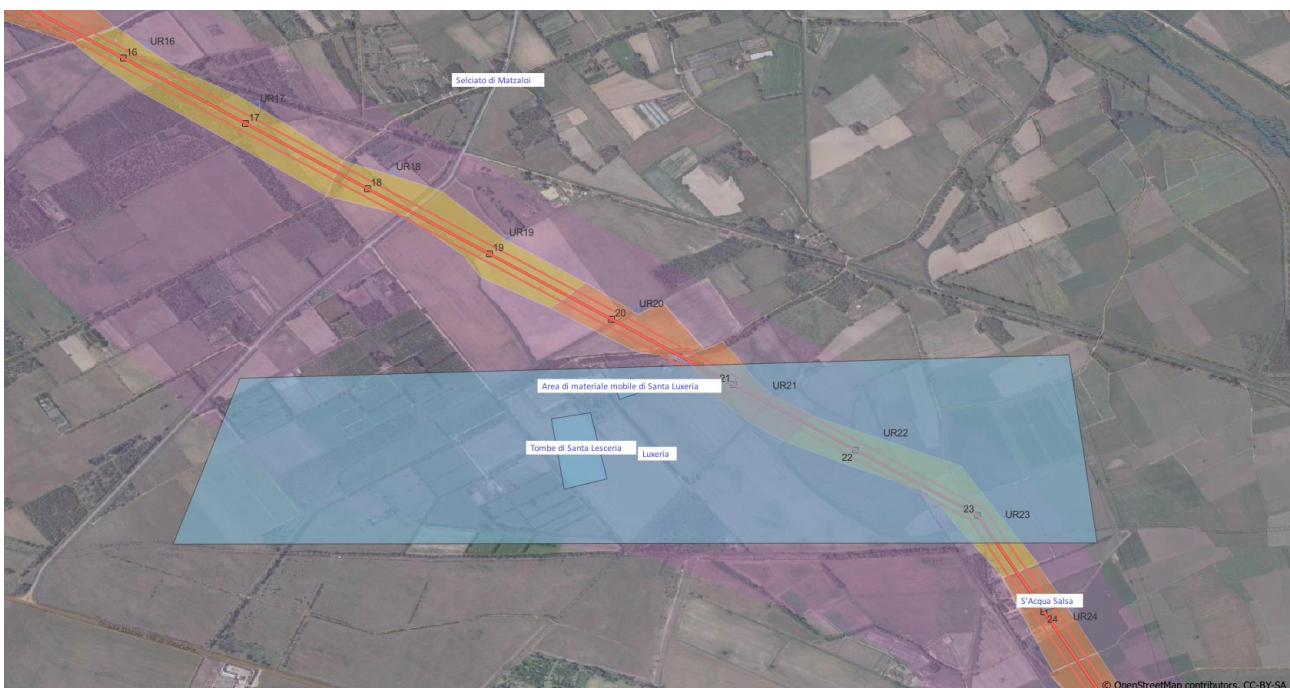 UR16
16
UR17
17
Selciato di Matzaloi
UR18
18
UR19
19
UR20
20
21
UR21
Area di materiale mobile di Santa Luxeria
UR22
22
Tombe di Santa Lesceria
Luxeria
23
UR23
S'Acqua Salsa
24
UR24
© OpenStreetMap contributors, CC-BY-SA